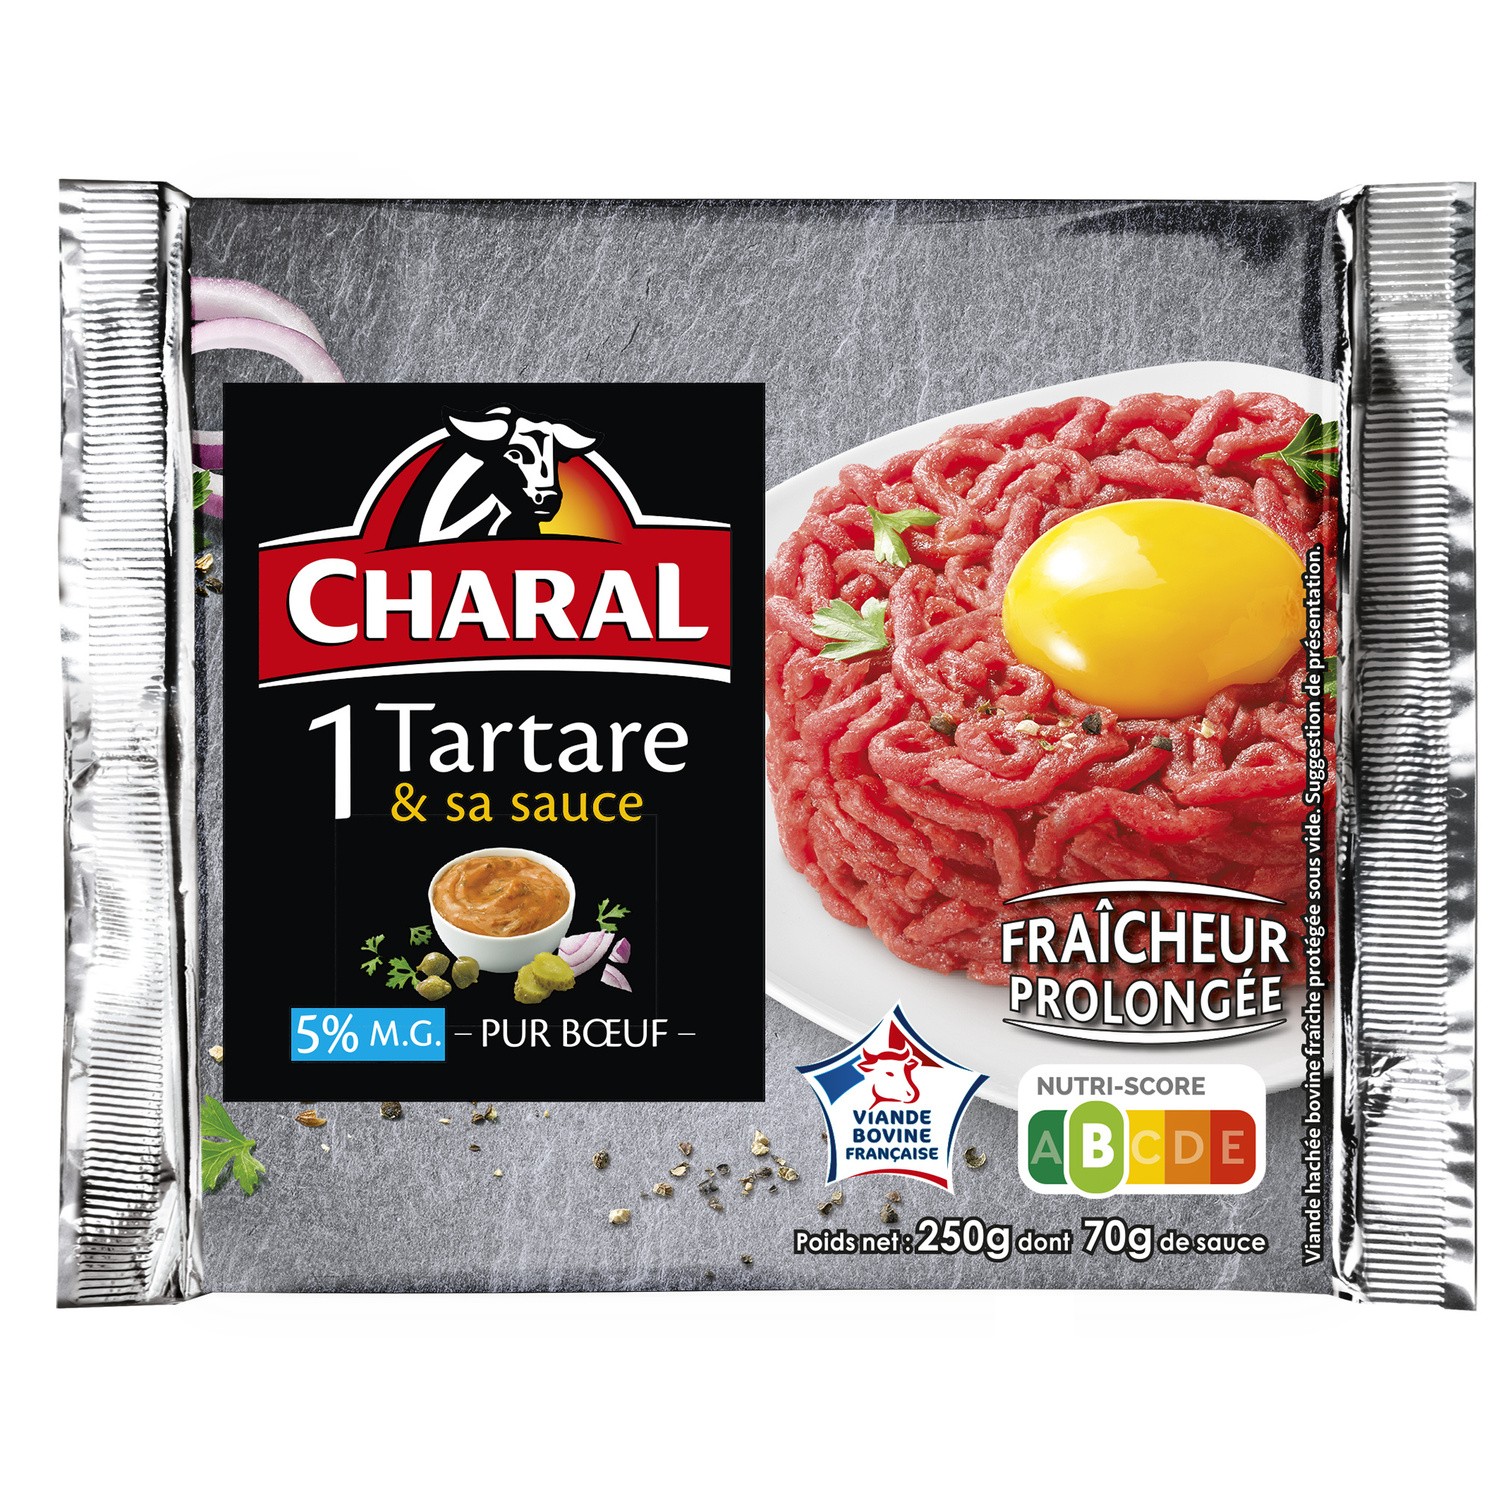 CHARAL
1 Tartare
& sa sauce
5% M.G. – PUR BŒUF –
FRAÎCHEUR
PROLONGÉE
VIANDE
BOVINE
FRANÇAISE
NUTRI-SCORE
A B C D E
Poids net : 250g dont 70g de sauce
Viande hachée bovine fraîche protégée sous vide. Suggestion de présentation.